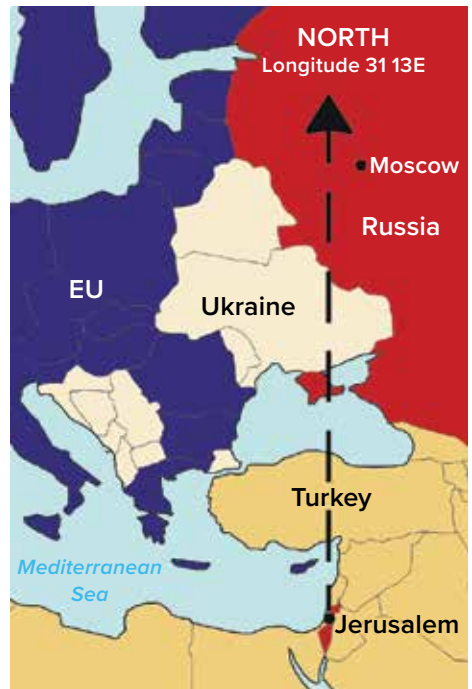 NORTH
Longitude 31 13E
Moscow
Russia
EU
Ukraine
Turkey
Mediterranean
Sea
Jerusalem